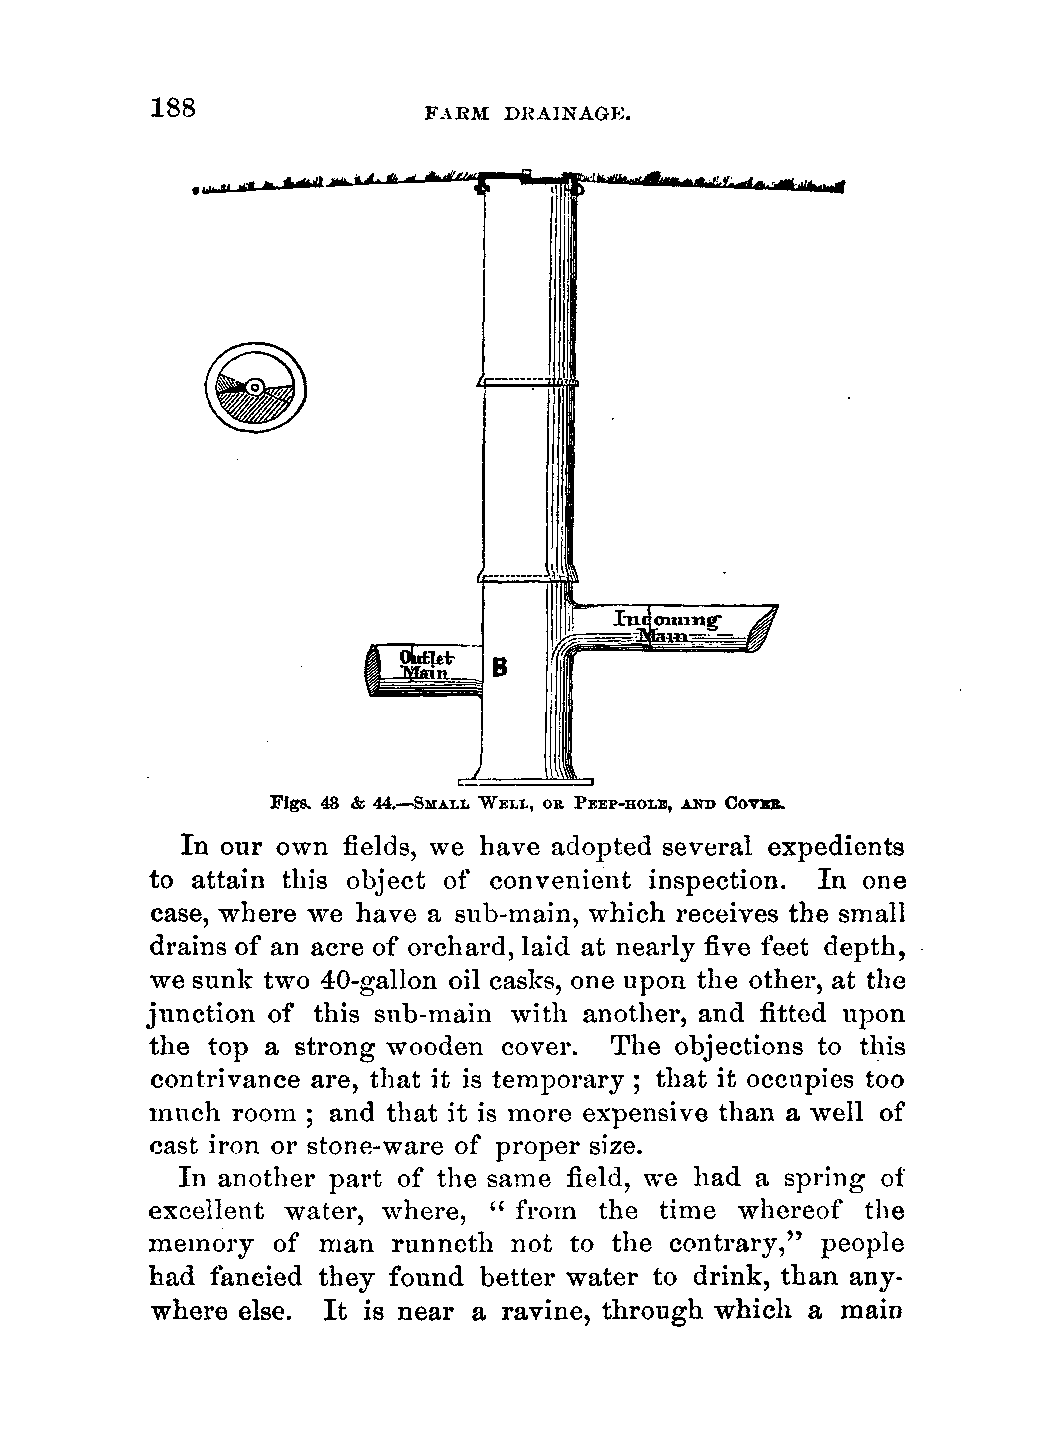 188
FARM DRAINAGE.
Incoming
Main
Outlet
Main
B
Figs. 43 & 44.—Small Well, or Peep-hole, and Cover.
In our own fields, we have adopted several expedients
to attain this object of convenient inspection. In one
case, where we have a sub-main, which receives the small
drains of an acre of orchard, laid at nearly five feet depth,
we sunk two 40-gallon oil casks, one upon the other, at the
junction of this sub-main with another, and fitted upon
the top a strong wooden cover. The objections to this
contrivance are, that it is temporary ; that it occupies too
much room ; and that it is more expensive than a well of
cast iron or stone-ware of proper size.
In another part of the same field, we had a spring of
excellent water, where, “ from the time whereof the
memory of man runneth not to the contrary,” people
had fancied they found better water to drink, than any-
where else. It is near a ravine, through which a main